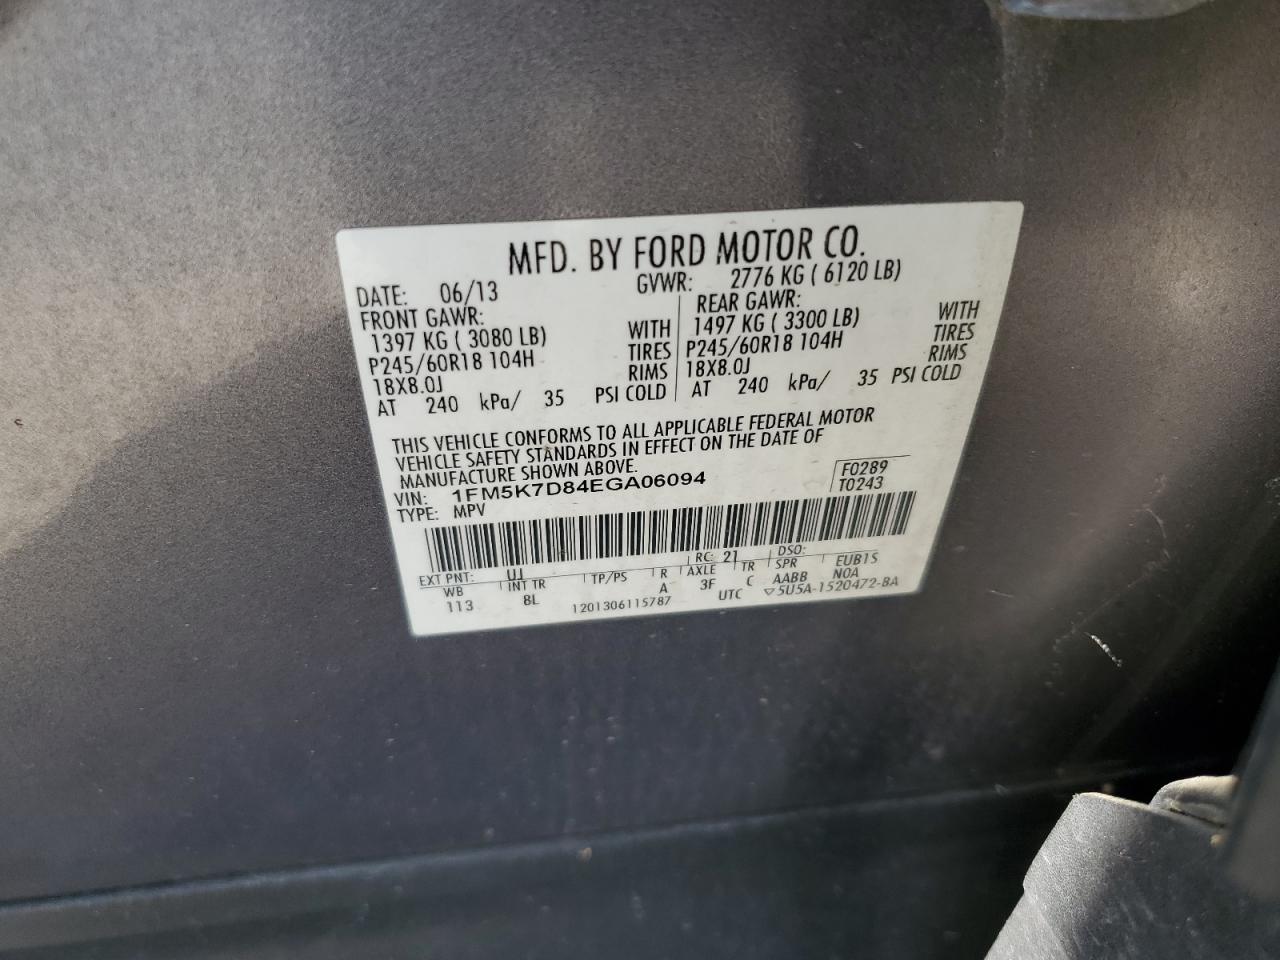 MFD. BY FORD MOTOR CO.
DATE: 06/13 GVWR: 2776 KG ( 6120 LB)
FRONT GAWR: REAR GAWR:
1397 KG ( 3080 LB) WITH 1497 KG ( 3300 LB) WITH
P245/60R18 104H TIRES P245/60R18 104H TIRES
18X8.0J RIMS 18X8.0J RIMS
AT 240 kPa/ 35 PSI COLD AT 240 kPa/ 35 PSI COLD
THIS VEHICLE CONFORMS TO ALL APPLICABLE FEDERAL MOTOR
VEHICLE SAFETY STANDARDS IN EFFECT ON THE DATE OF
MANUFACTURE SHOWN ABOVE.
VIN: 1FM5K7D84EGA06094 F0289
TYPE: MPV T0243
EXT PNT: UJ RC: 21 DSO:
WB INT TR TP/PS R AXLE TR SPR EUB1S
113 BL A 3F C AABB NOA
1201306115787 UTC ▽5U5A-1520472-BA